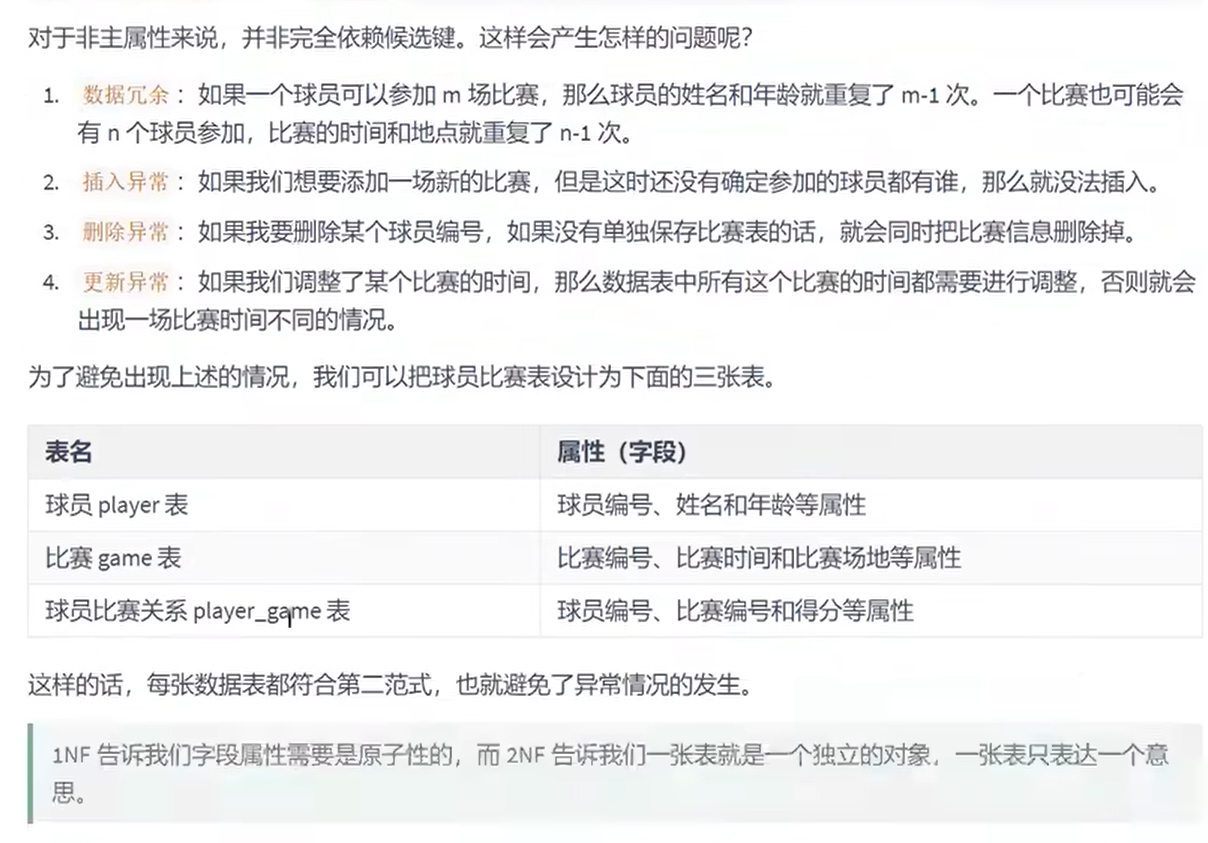 对于非主属性来说，并非完全依赖候选键。这样会产生怎样的问题呢？
1. 数据冗余：如果一个球员可以参加 m 场比赛，那么球员的姓名和年龄就重复了 m-1 次。一个比赛也可能会
有 n 个球员参加，比赛的时间和地点就重复了 n-1 次。
2. 插入异常：如果我们想要添加一场新的比赛，但是这时还没有确定参加的球员都有谁，那么就没法插入。
3. 删除异常：如果我要删除某个球员编号，如果没有单独保存比赛表的话，就会同时把比赛信息删除掉。
4. 更新异常：如果我们调整了某个比赛的时间，那么数据表中所有这个比赛的时间都需要进行调整，否则就会
出现一场比赛时间不同的情况。
为了避免出现上述的情况，我们可以把球员比赛表设计为下面的三张表。
表名 属性（字段）
球员 player 表 球员编号、姓名和年龄等属性
比赛 game 表 比赛编号、比赛时间和比赛场地等属性
球员比赛关系 player_game 表 球员编号、比赛编号和得分等属性
这样的话，每张数据表都符合第二范式，也就避免了异常情况的发生。
1NF 告诉我们字段属性需要是原子性的，而 2NF 告诉我们一张表就是一个独立的对象，一张表只表达一个意
思。